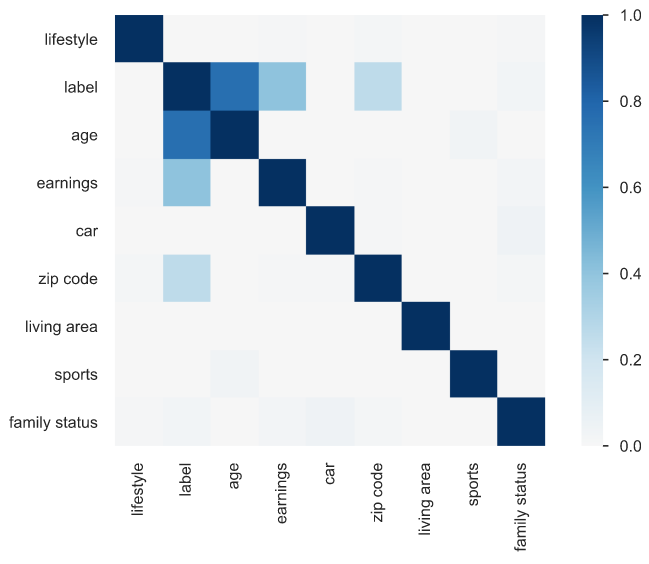 lifestyle
label
age
earnings
car
zip code
living area
sports
family status
lifestyle
label
age
earnings
car
zip code
living area
sports
family status
1.0
0.8
0.6
0.4
0.2
0.0